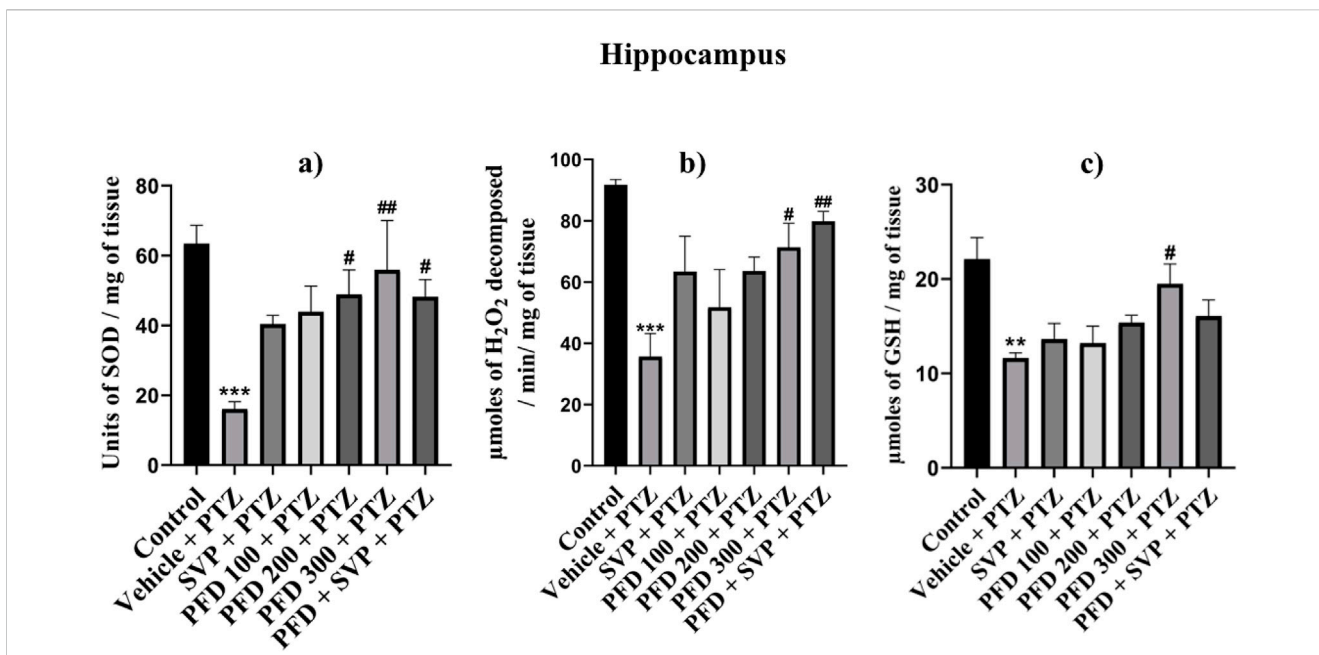 Hippocampus
a)
Units of SOD / mg of tissue
80
60
40
20
0
***
#
##
#
Control
Vehicle + PTZ
SVP + PTZ
PFD 100 + PTZ
PFD 200 + PTZ
PFD 300 + PTZ
PFD + SVP + PTZ
b)
µmoles of H₂O₂ decomposed
/ min/ mg of tissue
100
80
60
40
20
0
***
#
##
Control
Vehicle + PTZ
SVP + PTZ
PFD 100 + PTZ
PFD 200 + PTZ
PFD 300 + PTZ
PFD + SVP + PTZ
c)
µmoles of GSH / mg of tissue
30
20
10
0
**
#
Control
Vehicle + PTZ
SVP + PTZ
PFD 100 + PTZ
PFD 200 + PTZ
PFD 300 + PTZ
PFD + SVP + PTZ